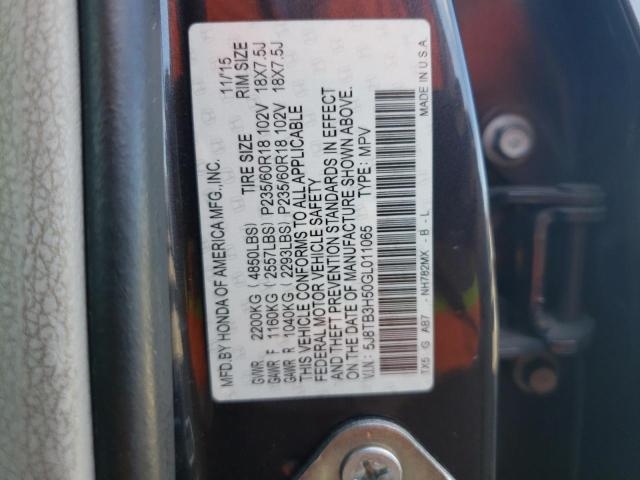 MFD.BY HONDA OF AMERICA MFG.,INC. 11/15
TIRE SIZE RIM SIZE
GVWR 2200KG (4850LBS)
GAWR F 1160KG (2557LBS) P235/60R18 102V 18X7.5J
GAWR R 1040KG (2293LBS) P235/60R18 102V 18X7.5J
THIS VEHICLE CONFORMS TO ALL APPLICABLE
FEDERAL MOTOR VEHICLE SAFETY
AND THEFT PREVENTION STANDARDS IN EFFECT
ON THE DATE OF MANUFACTURE SHOWN ABOVE.
V.I.N.: 5J8TB3H50GL011065 TYPE: MPV
TX5 G AB7 - NH782MX - B - L MADE IN U.S.A